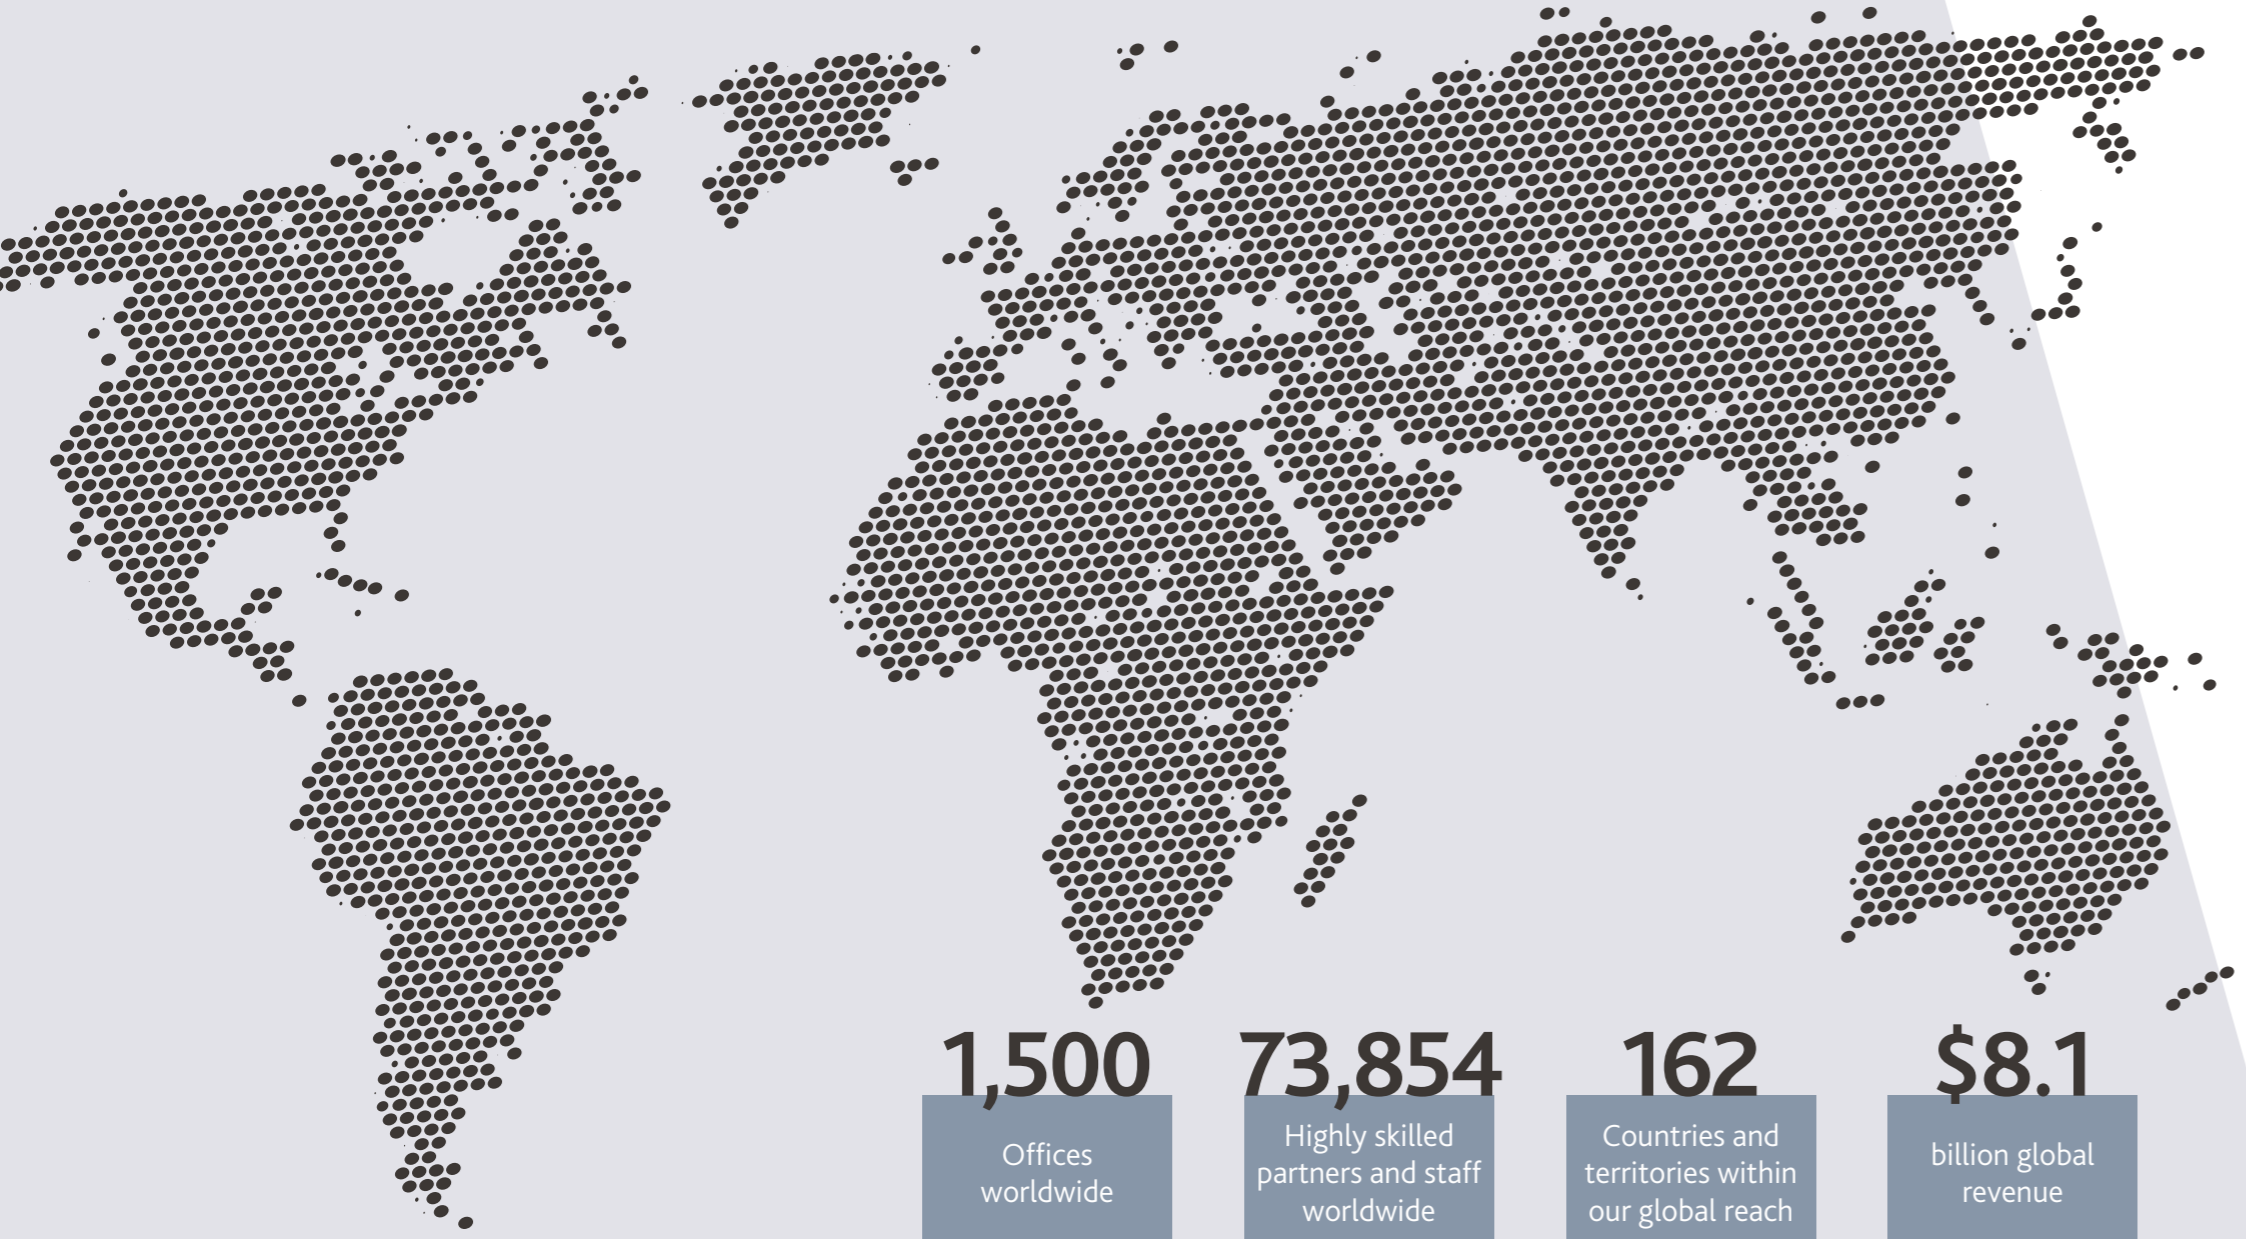 1,500
Offices
worldwide
73,854
Highly skilled
partners and staff
worldwide
162
Countries and
territories within
our global reach
$8.1
billion global
revenue